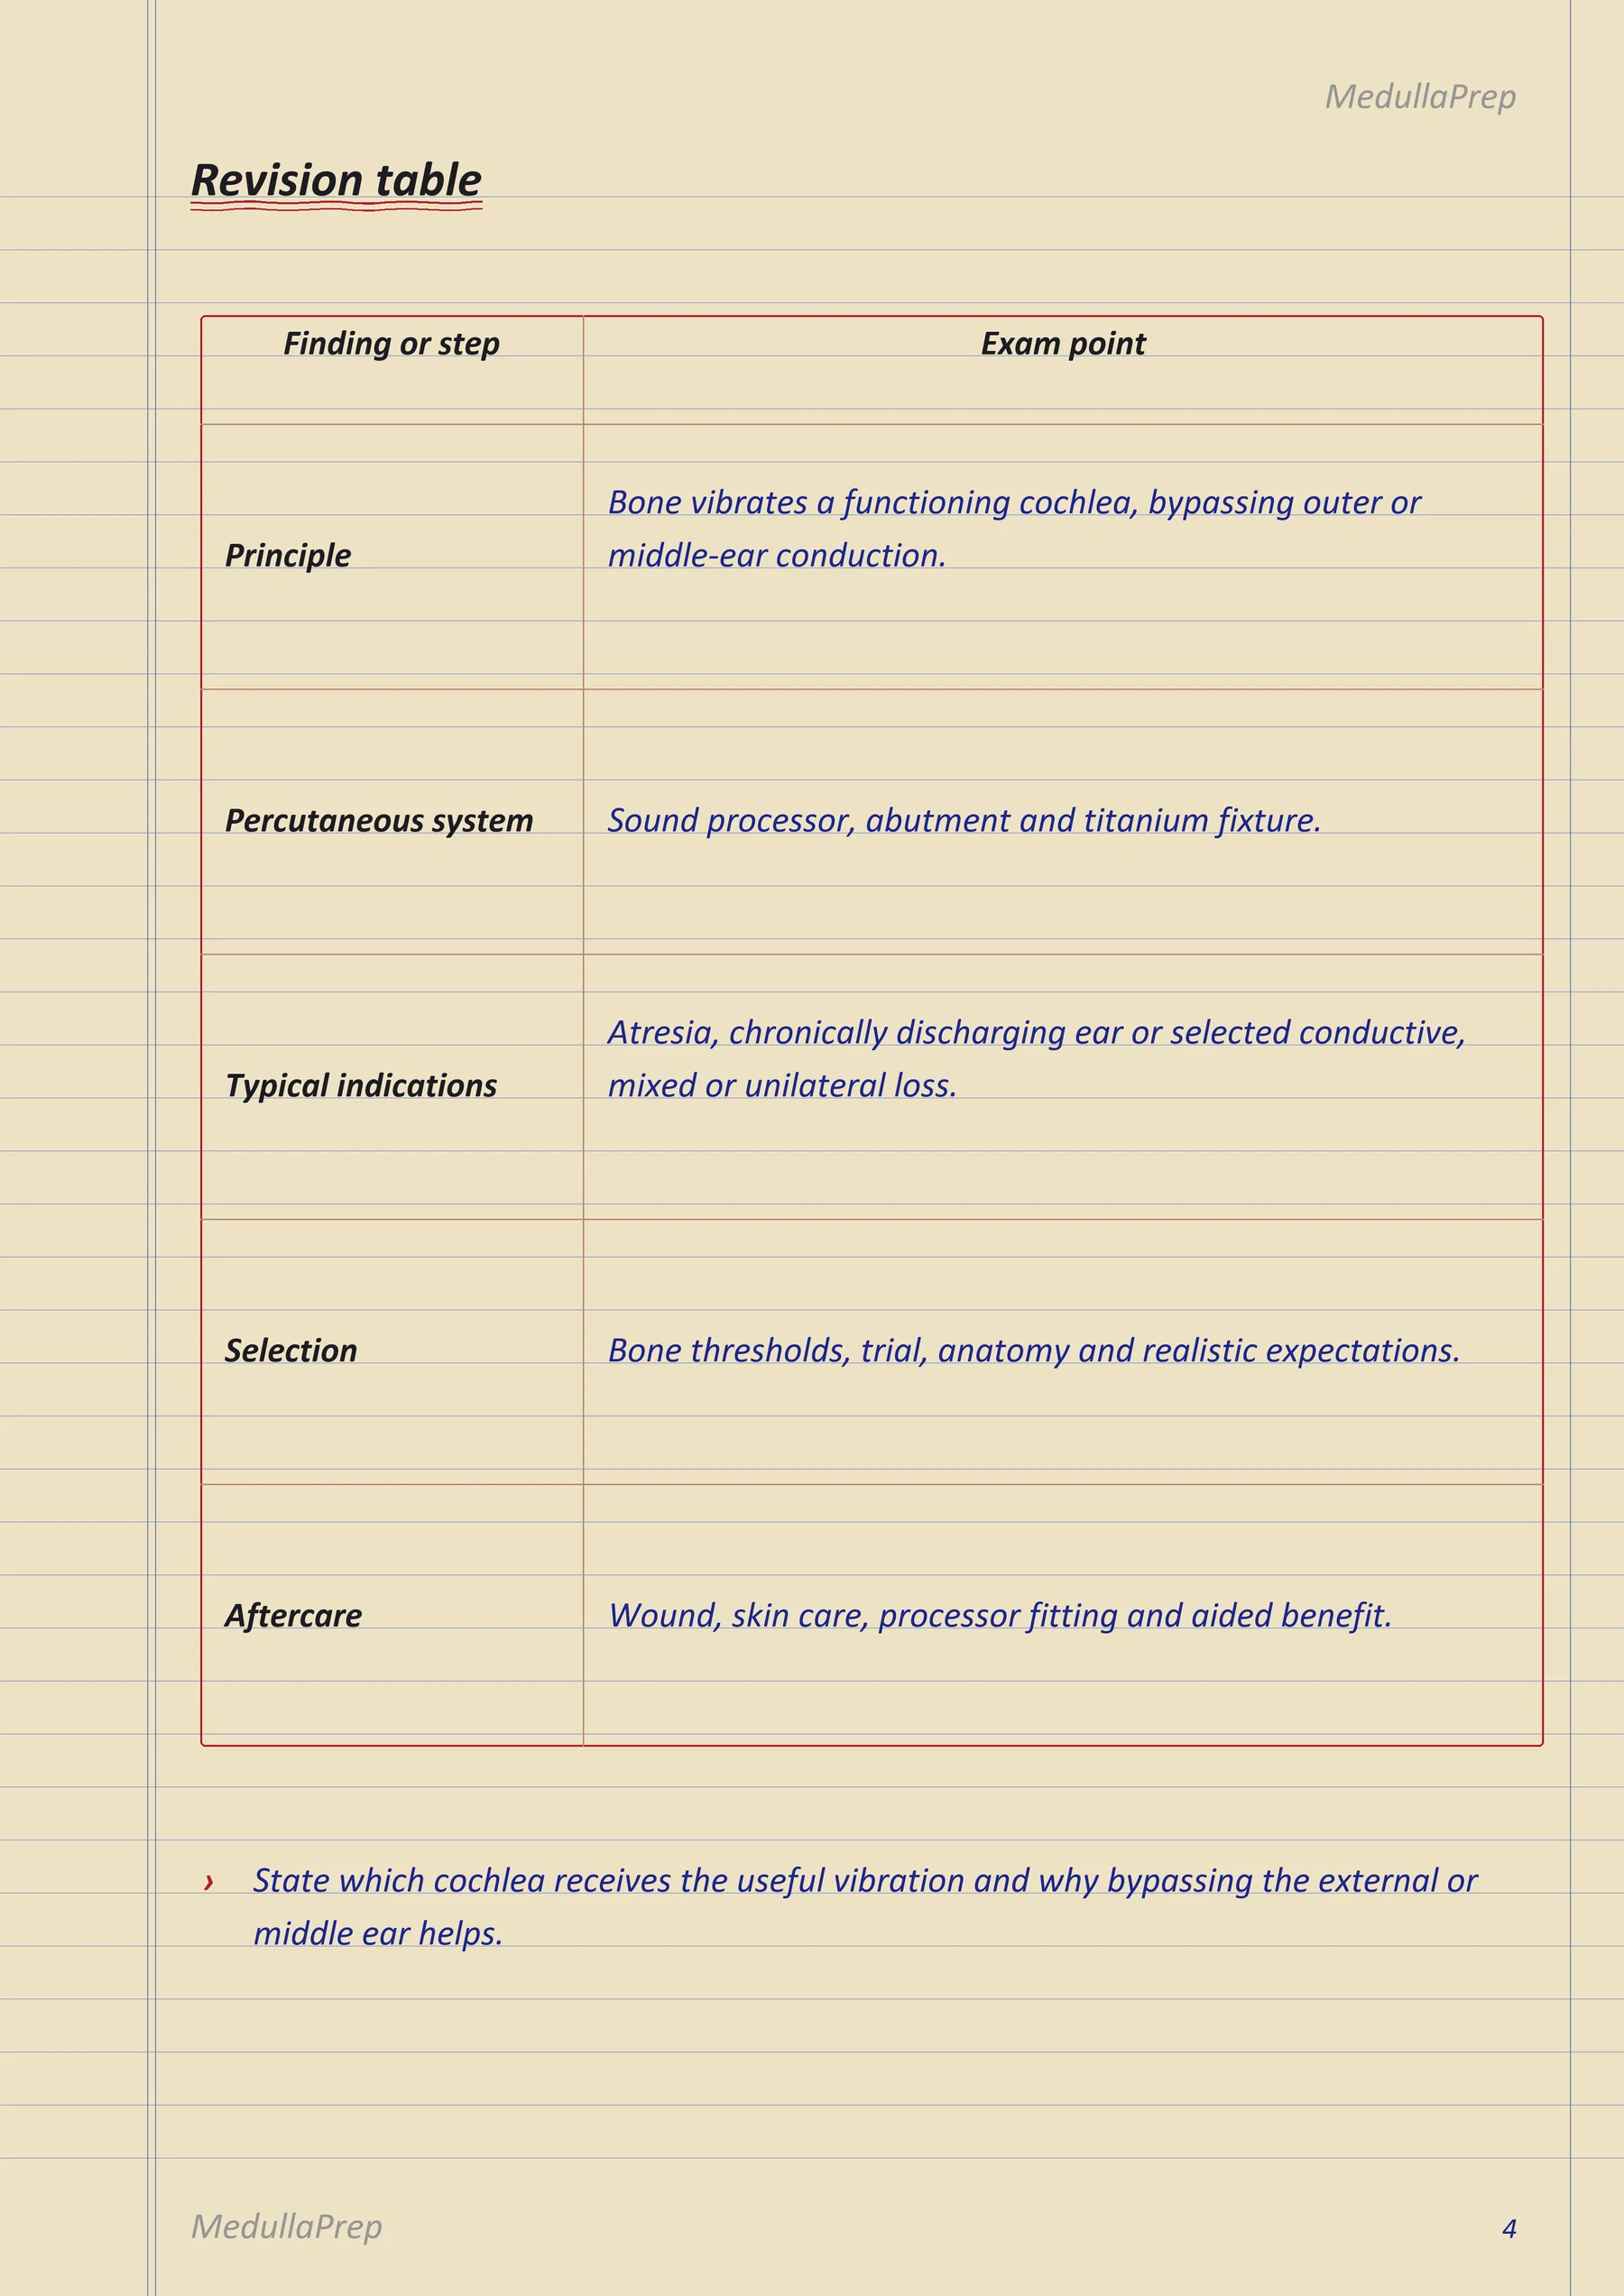 MedullaPrep
Revision table
Finding or step
Exam point
Principle
Bone vibrates a functioning cochlea, bypassing outer or
middle-ear conduction.
Percutaneous system
Sound processor, abutment and titanium fixture.
Typical indications
Atresia, chronically discharging ear or selected conductive,
mixed or unilateral loss.
Selection
Bone thresholds, trial, anatomy and realistic expectations.
Aftercare
Wound, skin care, processor fitting and aided benefit.
› State which cochlea receives the useful vibration and why bypassing the external or
middle ear helps.
MedullaPrep
4